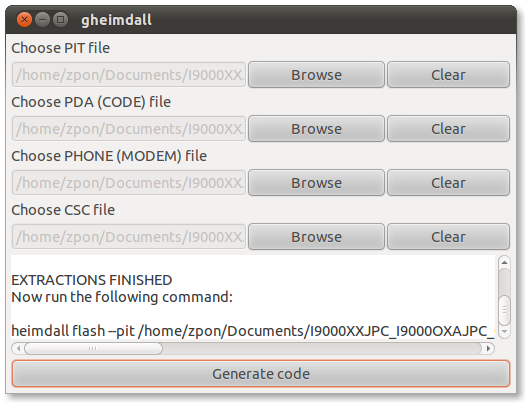 gheimdall
Choose PIT file
/home/zpon/Documents/I9000XX Browse Clear
Choose PDA (CODE) file
/home/zpon/Documents/I9000XX Browse Clear
Choose PHONE (MODEM) file
/home/zpon/Documents/I9000XX Browse Clear
Choose CSC file
/home/zpon/Documents/I9000XX Browse Clear
EXTRACTIONS FINISHED
Now run the following command:
heimdall flash --pit /home/zpon/Documents/I9000XXJPC_I9000OXAJPC_
Generate code